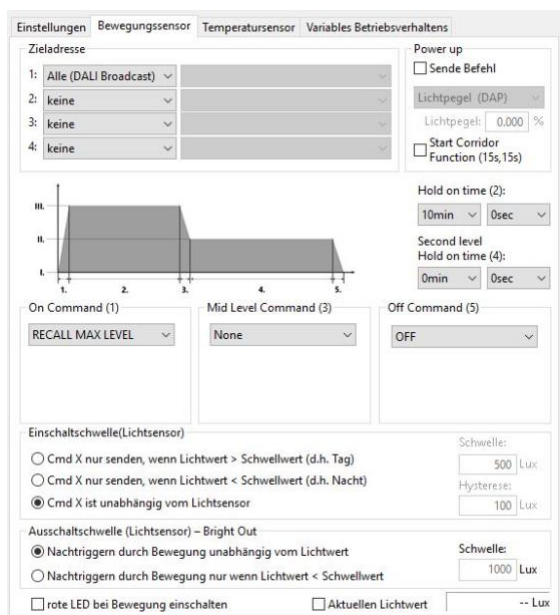 Einstellungen Bewegungssensor Temperatursensor Variables Betriebsverhaltens
Zieladresse
1: Alle (DALI Broadcast)
2: keine
3: keine
4: keine
Power up
Sende Befehl
Lichtpegel (DAP)
Lichtpegel: 0,000 %
Start Corridor
Function (15s,15s)
III.
II.
I.
1. 2. 3. 4. 5.
Hold on time (2):
10min 0sec
Second level
Hold on time (4):
0min 0sec
On Command (1)
RECALL MAX LEVEL
Mid Level Command (3)
None
Off Command (5)
OFF
Einschaltschwelle(Lichtsensor)
Cmd X nur senden, wenn Lichtwert > Schwellwert (d.h. Tag)
Cmd X nur senden, wenn Lichtwert < Schwellwert (d.h. Nacht)
Cmd X ist unabhängig vom Lichtsensor
Schwelle:
500 Lux
Hysterese:
100 Lux
Ausschaltschwelle (Lichtsensor) – Bright Out
Nachtriggern durch Bewegung unabhängig vom Lichtwert
Nachtriggern durch Bewegung nur wenn Lichtwert < Schwellwert
Schwelle:
1000 Lux
rote LED bei Bewegung einschalten
Aktuellen Lichtwert -- Lux